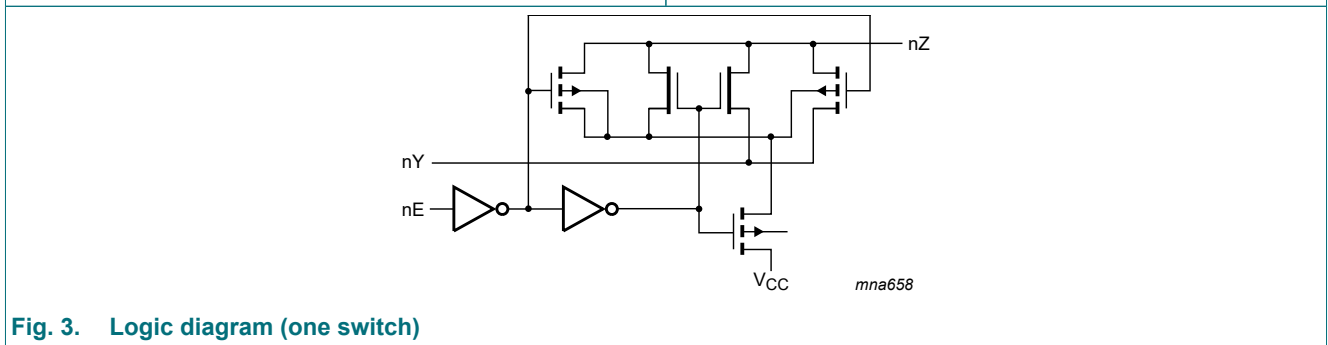 nZ
nY
nE
VCC
mna658
Fig. 3. Logic diagram (one switch)